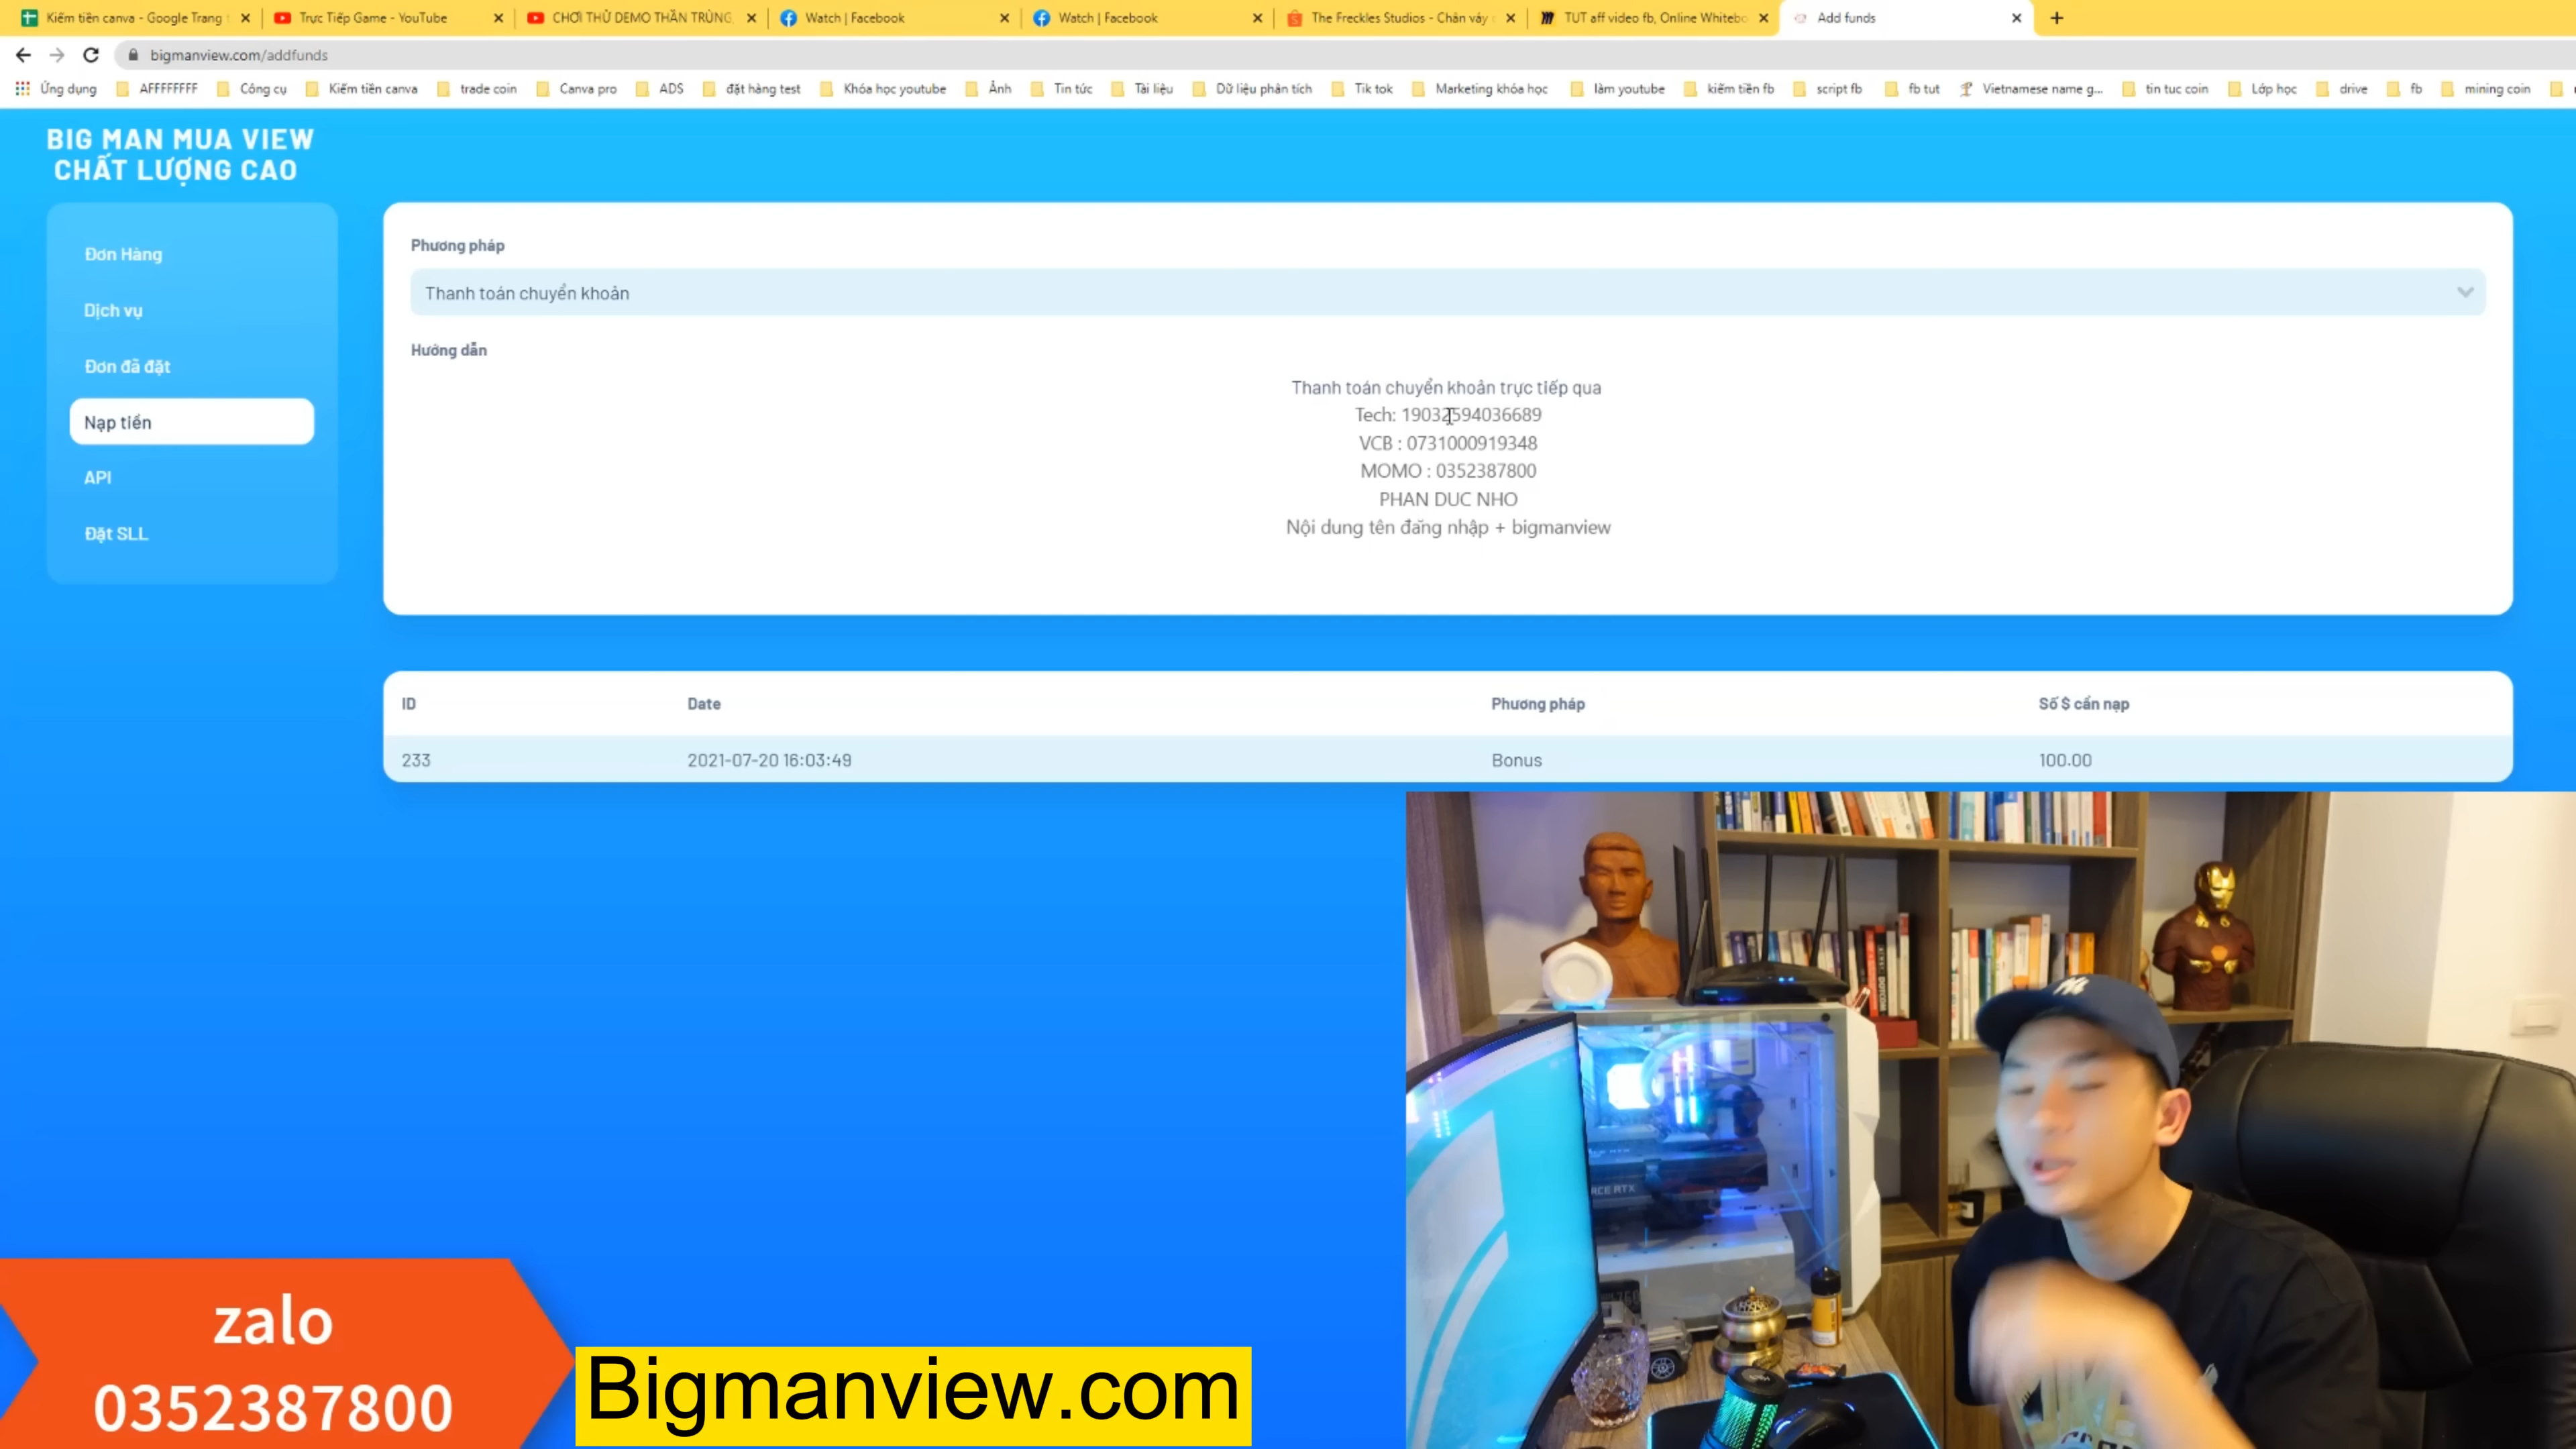 Kiếm tiền canva - Google Trang t
Trực Tiếp Game - YouTube
CHƠI THỬ DEMO THẦN TRÙNG
Watch | Facebook
Watch | Facebook
The Freckles Studios - Chân váy
TUT aff video fb, Online Whitebo
Add funds
bigmanview.com/addfunds
Ứng dụng
AFFFFFFFF
Công cụ
Kiếm tiền canva
trade coin
Canva pro
ADS
đặt hàng test
Khóa học youtube
Ảnh
Tin tức
Tài liệu
Dữ liệu phân tích
Tik tok
Marketing khóa học
làm youtube
kiếm tiền fb
script fb
fb tut
Vietnamese name g...
tin tuc coin
Lớp học
drive
fb
mining coin
BIG MAN MUA VIEW
CHẤT LƯỢNG CAO
Đơn Hàng
Dịch vụ
Đơn đã đặt
Nạp tiền
API
Đặt SLL
Phương pháp
Thanh toán chuyển khoản
Hướng dẫn
Thanh toán chuyển khoản trực tiếp qua
Tech: 19032594036689
VCB : 0731000919348
MOMO : 0352387800
PHAN DUC NHO
Nội dung tên đăng nhập + bigmanview
ID Date Phương pháp Số $ cần nạp
233 2021-07-20 16:03:49 Bonus 100.00
zalo
0352387800
Bigmanview.com